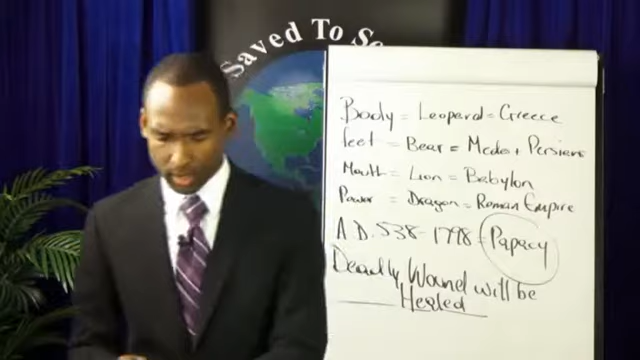 Saved To Se
Body = Leopard = Greece
feet = Bear = Medes + Persians
Mouth = Lion = Babylon
Power = Dragon = Roman Empire
A.D. 538 - 1798 = Papacy
Deadly Wound will be
Healed